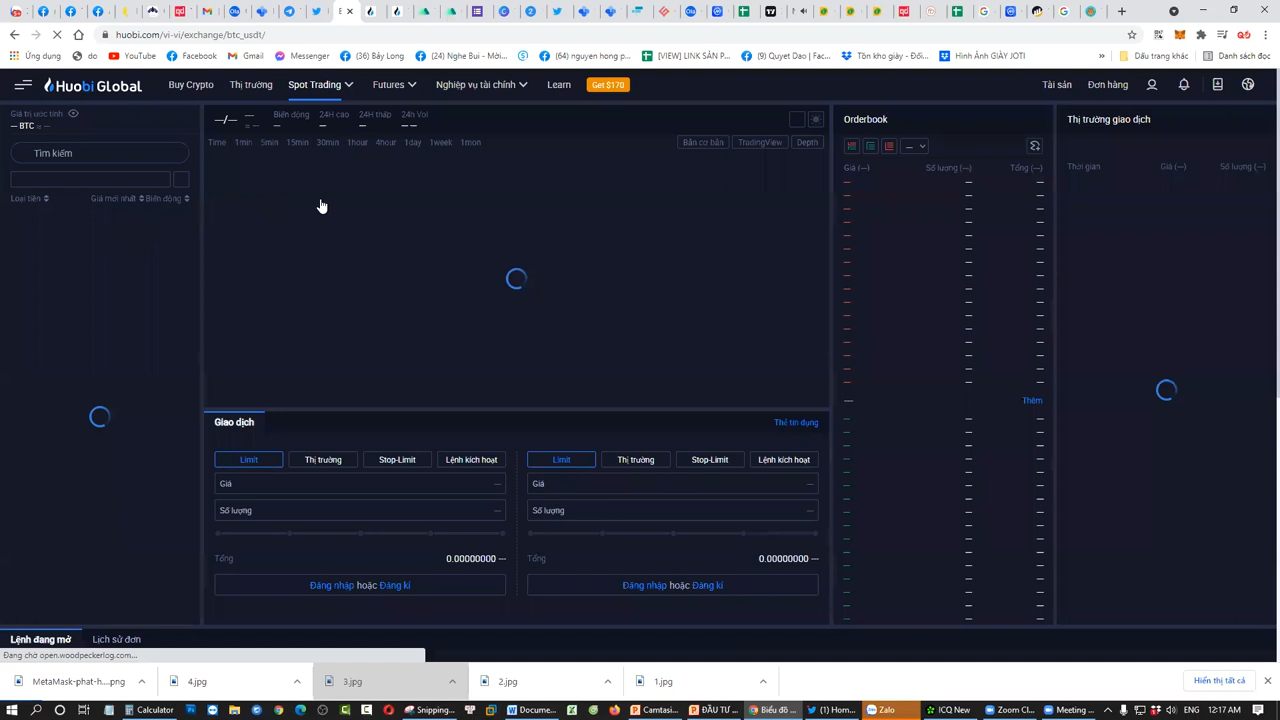 huobi.com/vi-vi/exchange/btc_usdt/
Ứng dụng
do
YouTube
Facebook
Gmail
Messenger
(36) Bảy Long
(24) Nghe Bui - Mời...
(64) nguyen hong p...
[VIEW] LINK SẢN P...
(9) Quyet Dao | Fac...
Tồn kho giày - Dro...
Hình Ảnh GIÀY JOTI
»
Dấu trang khác
Danh sách đọc
Huobi Global
Buy Crypto
Thị trường
Spot Trading
Futures
Nghiệp vụ tài chính
Learn
Get $170
Tài sản
Đơn hàng
Giá trị ước tính
— BTC ≈ —
Tìm kiếm
Loại tiền
Giá mới nhất
Biến động
—/—
—
≈ —
Biến động
—
24H cao
—
24H thấp
—
24h Vol
— —
Time
1min
5min
15min
30min
1hour
4hour
1day
1week
1mon
Bản cơ bản
TradingView
Depth
Orderbook
—
Giá (—)
Số lượng (—)
Tổng (—)
Thêm
Thị trường giao dịch
Thời gian
Giá (—)
Số lượng (—)
Giao dịch
Thẻ tín dụng
Limit
Thị trường
Stop-Limit
Lệnh kích hoạt
Giá —
Số lượng —
Tổng 0.00000000 —
Đăng nhập hoặc Đăng kí
Limit
Thị trường
Stop-Limit
Lệnh kích hoạt
Giá —
Số lượng —
Tổng 0.00000000 —
Đăng nhập hoặc Đăng kí
Lệnh đang mở
Lịch sử đơn
Đang chờ open.woodpeckerlog.com...
MetaMask-phat-h....png
4.jpg
3.jpg
2.jpg
1.jpg
Hiển thị tất cả
Calculator
Snipping...
Docume...
Camtasi...
ĐẦU TƯ ...
Biểu đồ ...
(1) Hom...
Zalo
ICQ New
Zoom Cl...
Meeting ...
ENG
12:17 AM